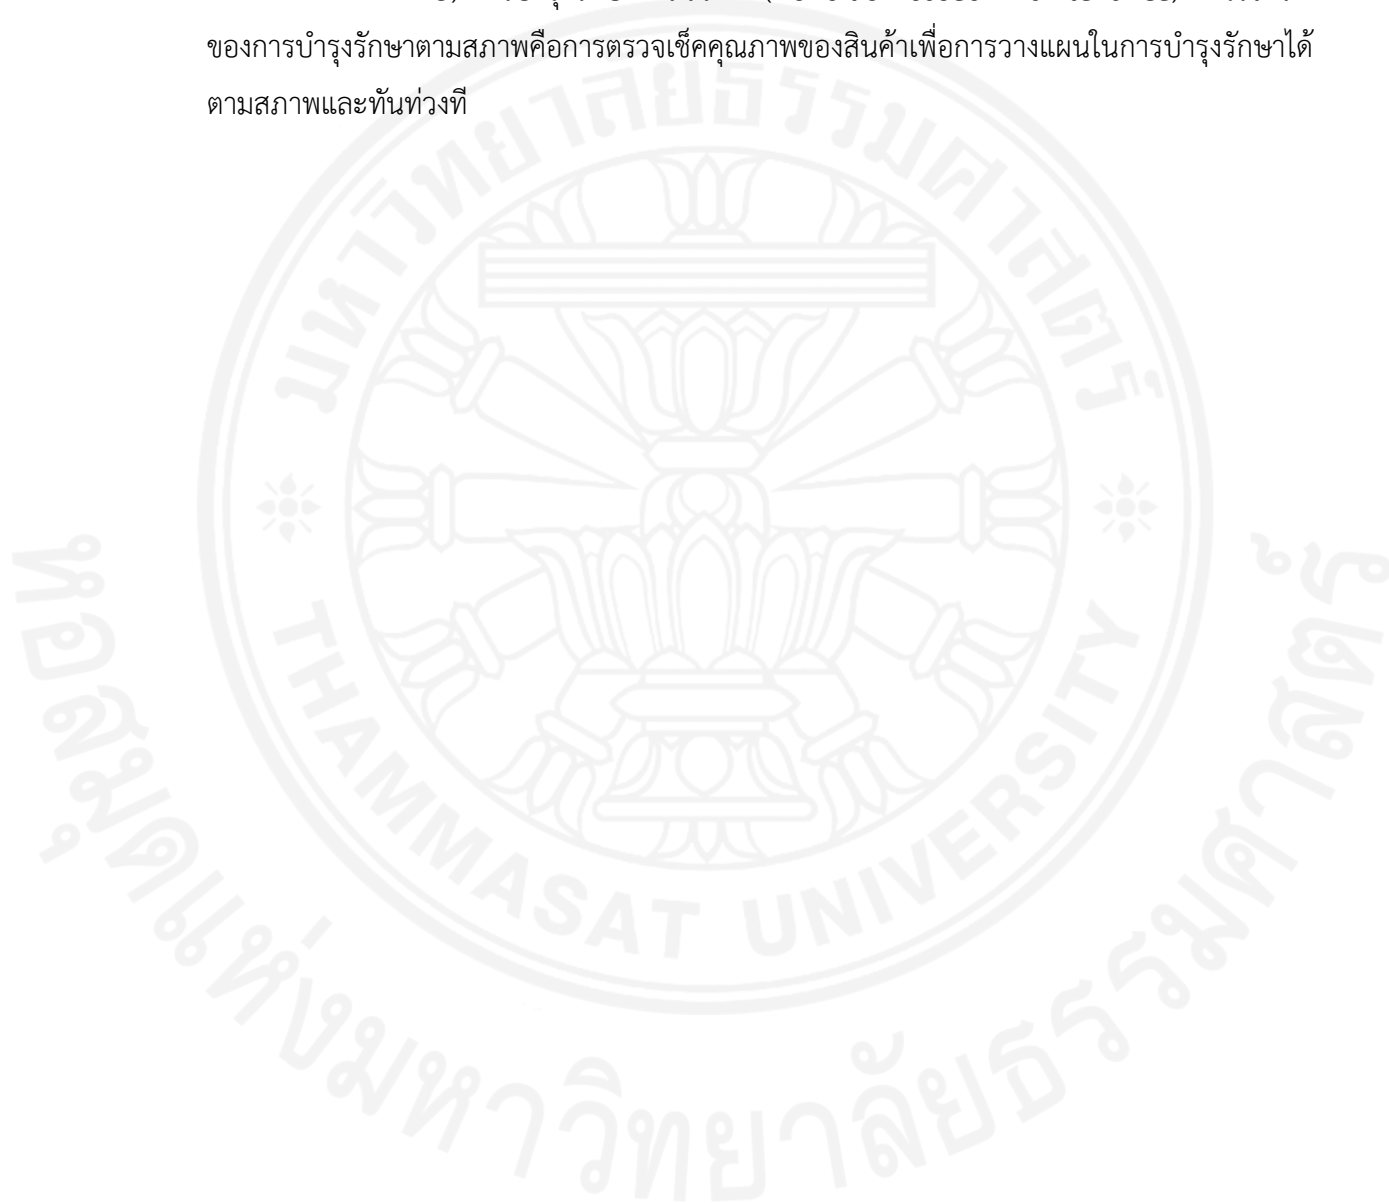 ของการบำรุงรักษาตามสภาพคือการตรวจเช็คคุณภาพของสินค้าเพื่อการวางแผนในการบำรุงรักษาได้
ตามสภาพและทันท่วงที
มหาวิทยาลัยธรรมศาสตร์
THAMMASAT UNIVERSITY
หอสมุดแห่งมหาวิทยาลัยธรรมศาสตร์